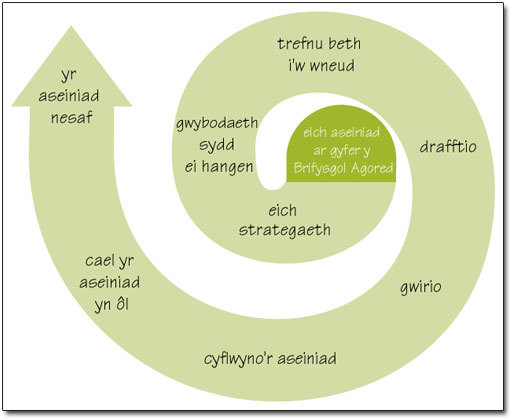 eich aseiniad
ar gyfer y
Brifysgol Agored
eich
strategaeth
gwybodaeth
sydd
ei hangen
trefnu beth
i'w wneud
drafftio
gwirio
cyflwyno'r aseiniad
cael yr
aseiniad
yn ôl
yr
aseiniad
nesaf